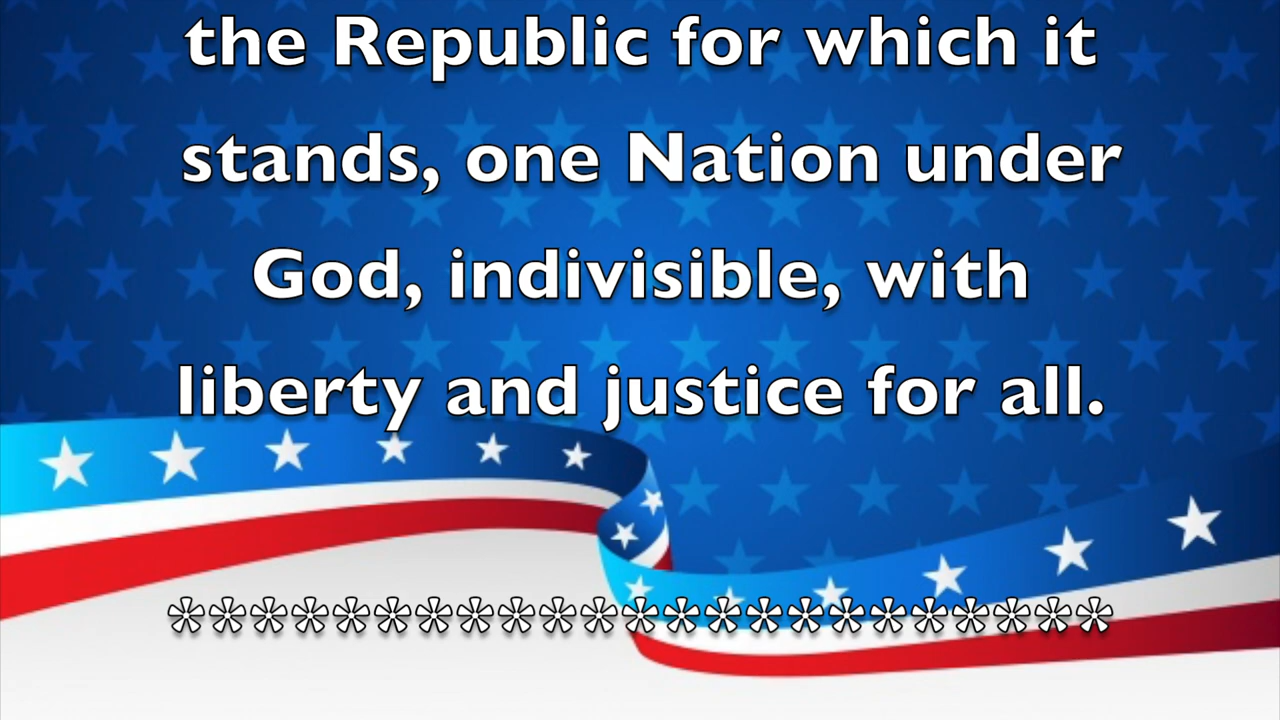 the Republic for which it
stands, one Nation under
God, indivisible, with
liberty and justice for all.
***********************